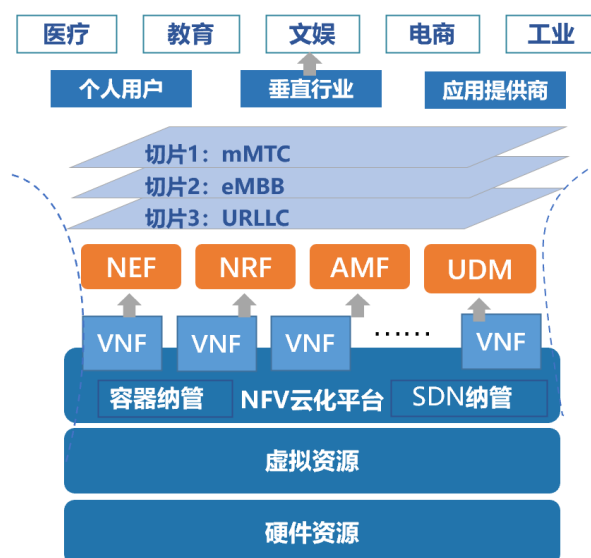 医疗 教育 文娱 电商 工业
个人用户 垂直行业 应用提供商
切片1：mMTC
切片2：eMBB
切片3：URLLC
NEF NRF AMF UDM
VNF VNF VNF …… VNF
容器纳管 NFV云化平台 SDN纳管
虚拟资源
硬件资源